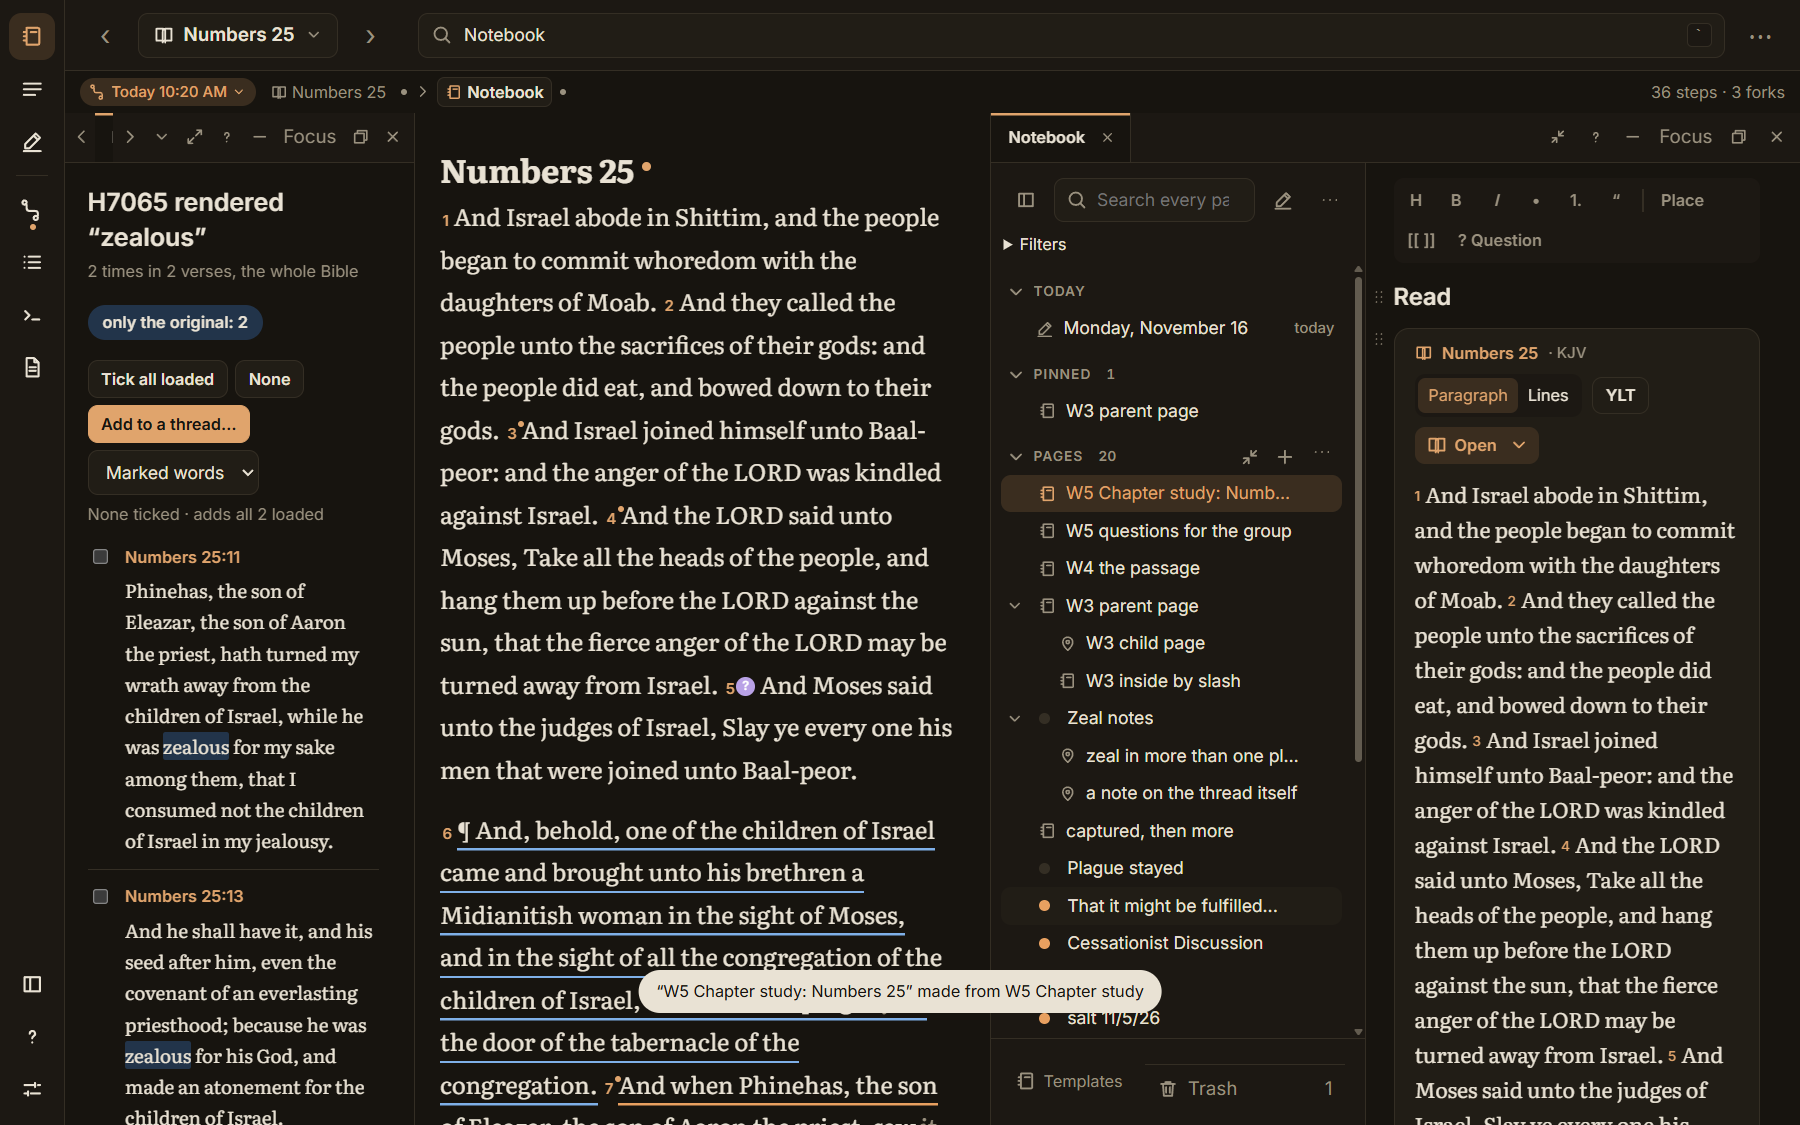 Numbers 25
Notebook
`
Today 10:20 AM
Numbers 25
Notebook
36 steps · 3 forks
? Focus
H7065 rendered
“zealous”
2 times in 2 verses, the whole Bible
only the original: 2
Tick all loaded
None
Add to a thread...
Marked words
None ticked · adds all 2 loaded
Numbers 25:11
Phinehas, the son of
Eleazar, the son of Aaron
the priest, hath turned my
wrath away from the
children of Israel, while he
was zealous for my sake
among them, that I
consumed not the children
of Israel in my jealousy.
Numbers 25:13
And he shall have it, and his
seed after him, even the
covenant of an everlasting
priesthood; because he was
zealous for his God, and
made an atonement for the
children of Israel.
Numbers 25
1 And Israel abode in Shittim, and the people
began to commit whoredom with the
daughters of Moab. 2 And they called the
people unto the sacrifices of their gods: and
the people did eat, and bowed down to their
gods. 3 And Israel joined himself unto Baal-
peor: and the anger of the LORD was kindled
against Israel. 4 And the LORD said unto
Moses, Take all the heads of the people, and
hang them up before the LORD against the
sun, that the fierce anger of the LORD may be
turned away from Israel. 5 ? And Moses said
unto the judges of Israel, Slay ye every one his
men that were joined unto Baal-peor.
6 ¶ And, behold, one of the children of Israel
came and brought unto his brethren a
Midianitish woman in the sight of Moses,
and in the sight of all the congregation of the
children of Israel,
the door of the tabernacle of the
congregation. 7 And when Phinehas, the son
of Eleazar, the son of Aaron the priest, saw it
Notebook
? Focus
Search every pa
Filters
TODAY
Monday, November 16 today
PINNED 1
W3 parent page
PAGES 20
W5 Chapter study: Numb...
W5 questions for the group
W4 the passage
W3 parent page
W3 child page
W3 inside by slash
Zeal notes
zeal in more than one pl...
a note on the thread itself
captured, then more
Plague stayed
That it might be fulfilled...
Cessationist Discussion
salt 11/5/26
“W5 Chapter study: Numbers 25” made from W5 Chapter study
Templates
Trash 1
H B I • 1. “ Place
[[ ]] ? Question
Read
Numbers 25 · KJV
Paragraph Lines YLT
Open
1 And Israel abode in Shittim,
and the people began to commit
whoredom with the daughters
of Moab. 2 And they called the
people unto the sacrifices of
their gods: and the people did
eat, and bowed down to their
gods. 3 And Israel joined
himself unto Baal-peor: and the
anger of the LORD was kindled
against Israel. 4 And the LORD
said unto Moses, Take all the
heads of the people, and hang
them up before the LORD
against the sun, that the fierce
anger of the LORD may be
turned away from Israel. 5 And
Moses said unto the judges of
Israel, Slay ye every one his